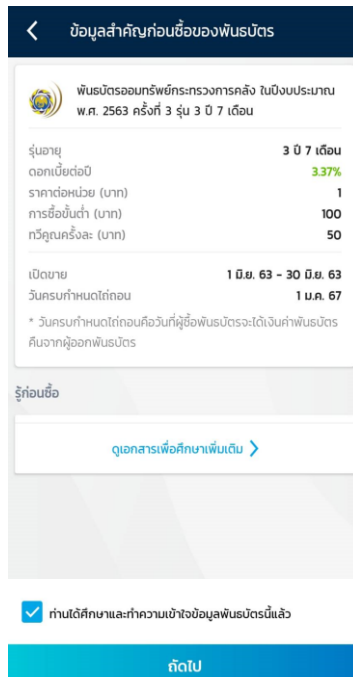 ข้อมูลสำคัญก่อนซื้อของพันธบัตร
พันธบัตรออมทรัพย์กระทรวงการคลัง ในปีงบประมาณ
พ.ศ. 2563 ครั้งที่ 3 รุ่น 3 ปี 7 เดือน
รุ่นอายุ 3 ปี 7 เดือน
ดอกเบี้ยต่อปี 3.37%
ราคาต่อหน่วย (บาท) 1
การซื้อขั้นต่ำ (บาท) 100
ทวีคูณครั้งละ (บาท) 50
เปิดขาย 1 มิ.ย. 63 - 30 มิ.ย. 63
วันครบกำหนดไถ่ถอน 1 ม.ค. 67
* วันครบกำหนดไถ่ถอนคือวันที่ผู้ซื้อพันธบัตรจะได้เงินค่าพันธบัตร
คืนจากผู้ออกพันธบัตร
รู้ก่อนซื้อ
ดูเอกสารเพื่อศึกษาเพิ่มเติม
ท่านได้ศึกษาและทำความเข้าใจข้อมูลพันธบัตรนี้แล้ว
ถัดไป